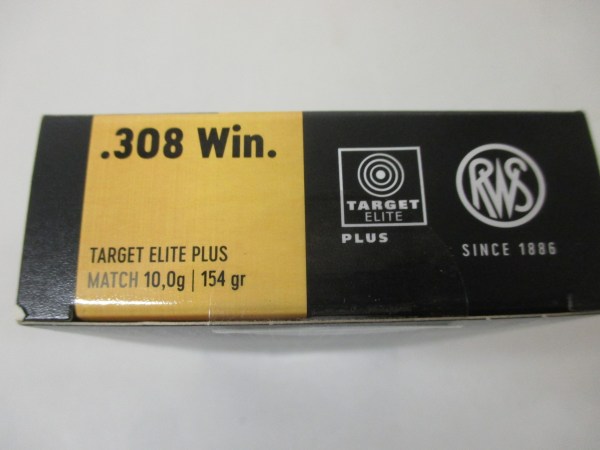 .308 Win.
TARGET ELITE PLUS
MATCH 10,0g | 154 gr
TARGET
ELITE
PLUS
RWS
SINCE 1886